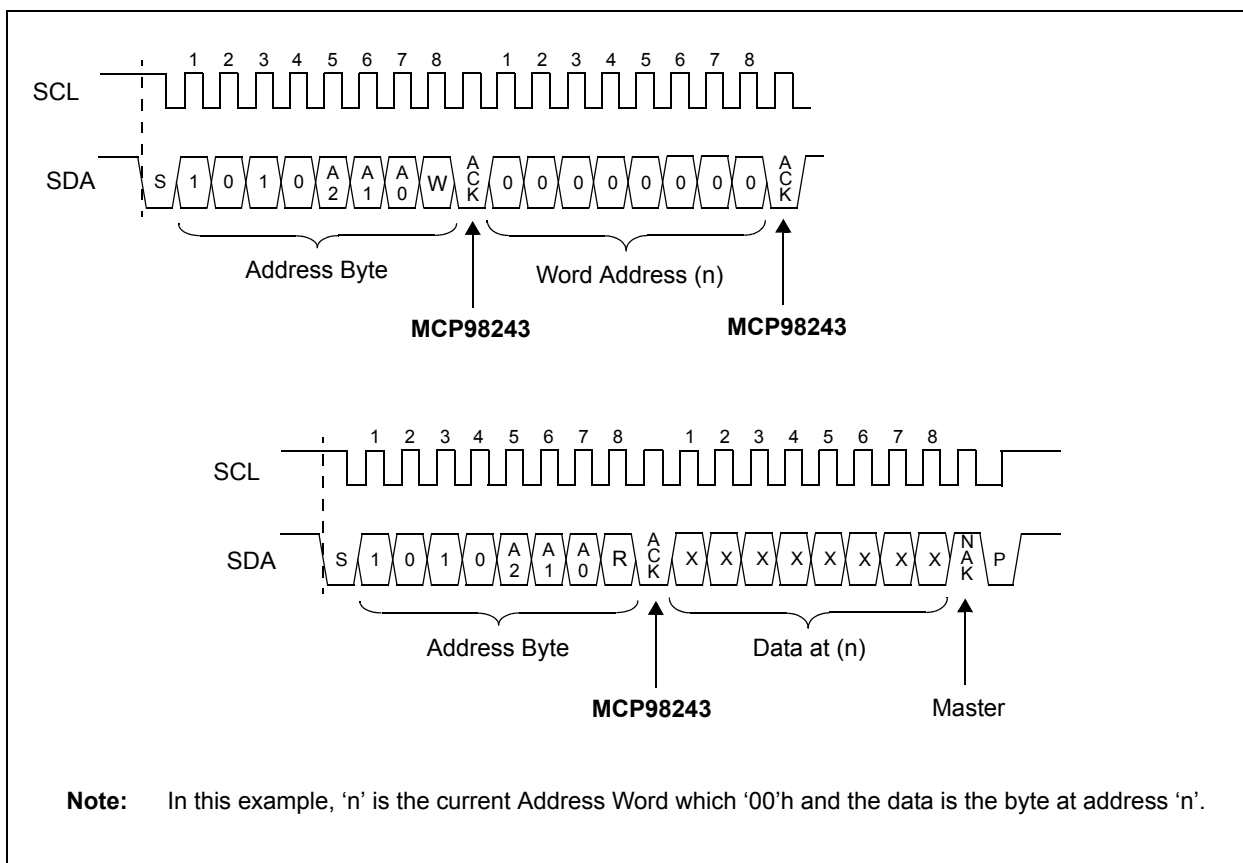 1 2 3 4 5 6 7 8 1 2 3 4 5 6 7 8
SCL
SDA S 1 0 1 0 A2 A1 A0 W ACK 0 0 0 0 0 0 0 0 ACK
Address Byte Word Address (n)
MCP98243 MCP98243
1 2 3 4 5 6 7 8 1 2 3 4 5 6 7 8
SCL
SDA S 1 0 1 0 A2 A1 A0 R ACK X X X X X X X X NAK P
Address Byte Data at (n)
MCP98243 Master
Note: In this example, ‘n’ is the current Address Word which ‘00’h and the data is the byte at address ‘n’.